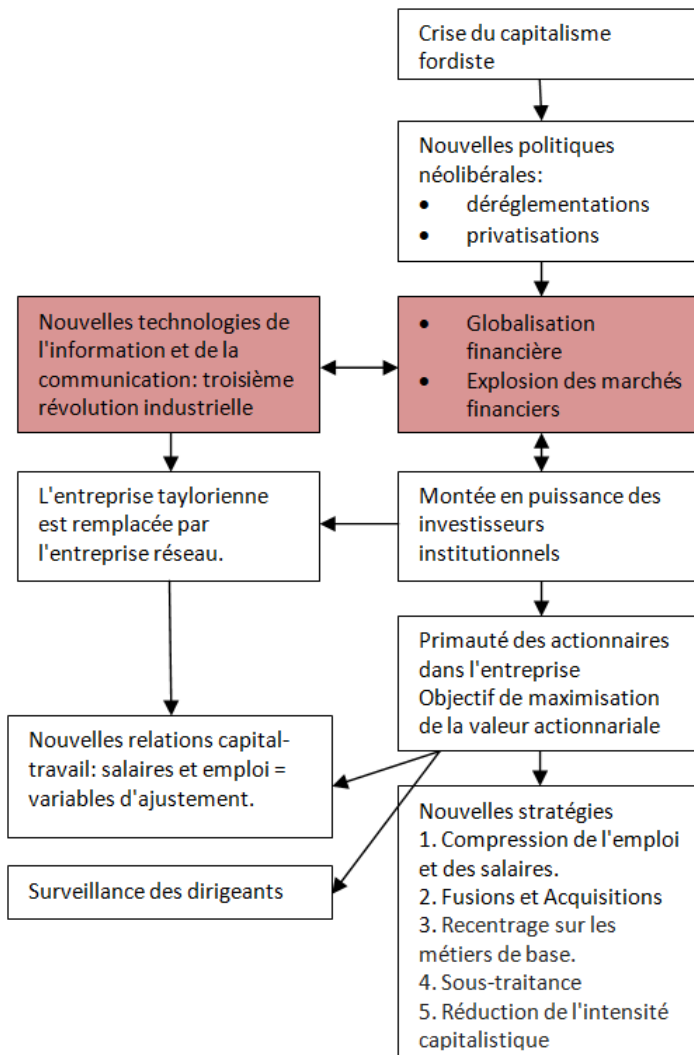 Crise du capitalisme
fordiste
Nouvelles politiques
néolibérales:
• déréglementations
• privatisations
Nouvelles technologies de
l'information et de la
communication: troisième
révolution industrielle
• Globalisation
financière
• Explosion des marchés
financiers
L'entreprise taylorienne
est remplacée par
l'entreprise réseau.
Montée en puissance des
investisseurs
institutionnels
Primauté des actionnaires
dans l'entreprise
Objectif de maximisation
de la valeur actionnariale
Nouvelles relations capital-
travail: salaires et emploi =
variables d'ajustement.
Surveillance des dirigeants
Nouvelles stratégies
1. Compression de l'emploi
et des salaires.
2. Fusions et Acquisitions
3. Recentrage sur les
métiers de base.
4. Sous-traitance
5. Réduction de l'intensité
capitalistique